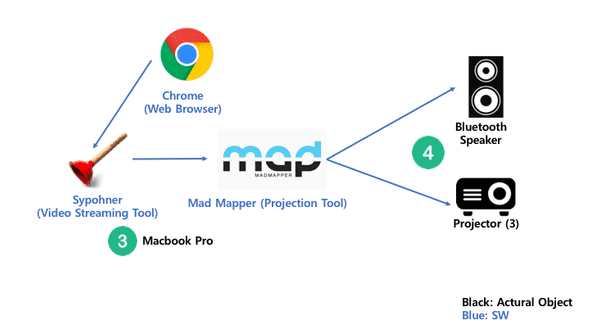 Chrome
(Web Browser)
Bluetooth
Speaker
4
map
MADMAPPER
Sypohner
(Video Streaming Tool)
Mad Mapper (Projection Tool)
Projector (3)
3
Macbook Pro
Black: Actural Object
Blue: SW